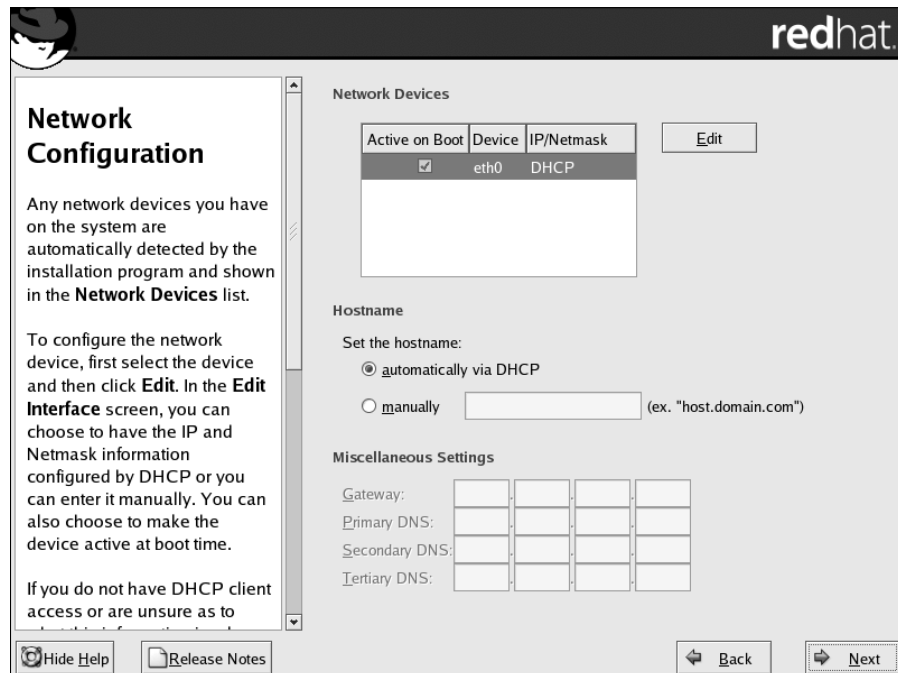 redhat.
Network
Configuration
Any network devices you have
on the system are
automatically detected by the
installation program and shown
in the Network Devices list.
To configure the network
device, first select the device
and then click Edit. In the Edit
Interface screen, you can
choose to have the IP and
Netmask information
configured by DHCP or you
can enter it manually. You can
also choose to make the
device active at boot time.
If you do not have DHCP client
access or are unsure as to
Network Devices
Active on Boot Device IP/Netmask
eth0 DHCP
Edit
Hostname
Set the hostname:
automatically via DHCP
manually (ex. "host.domain.com")
Miscellaneous Settings
Gateway: . . .
Primary DNS: . . .
Secondary DNS: . . .
Tertiary DNS: . . .
Hide Help
Release Notes
Back
Next